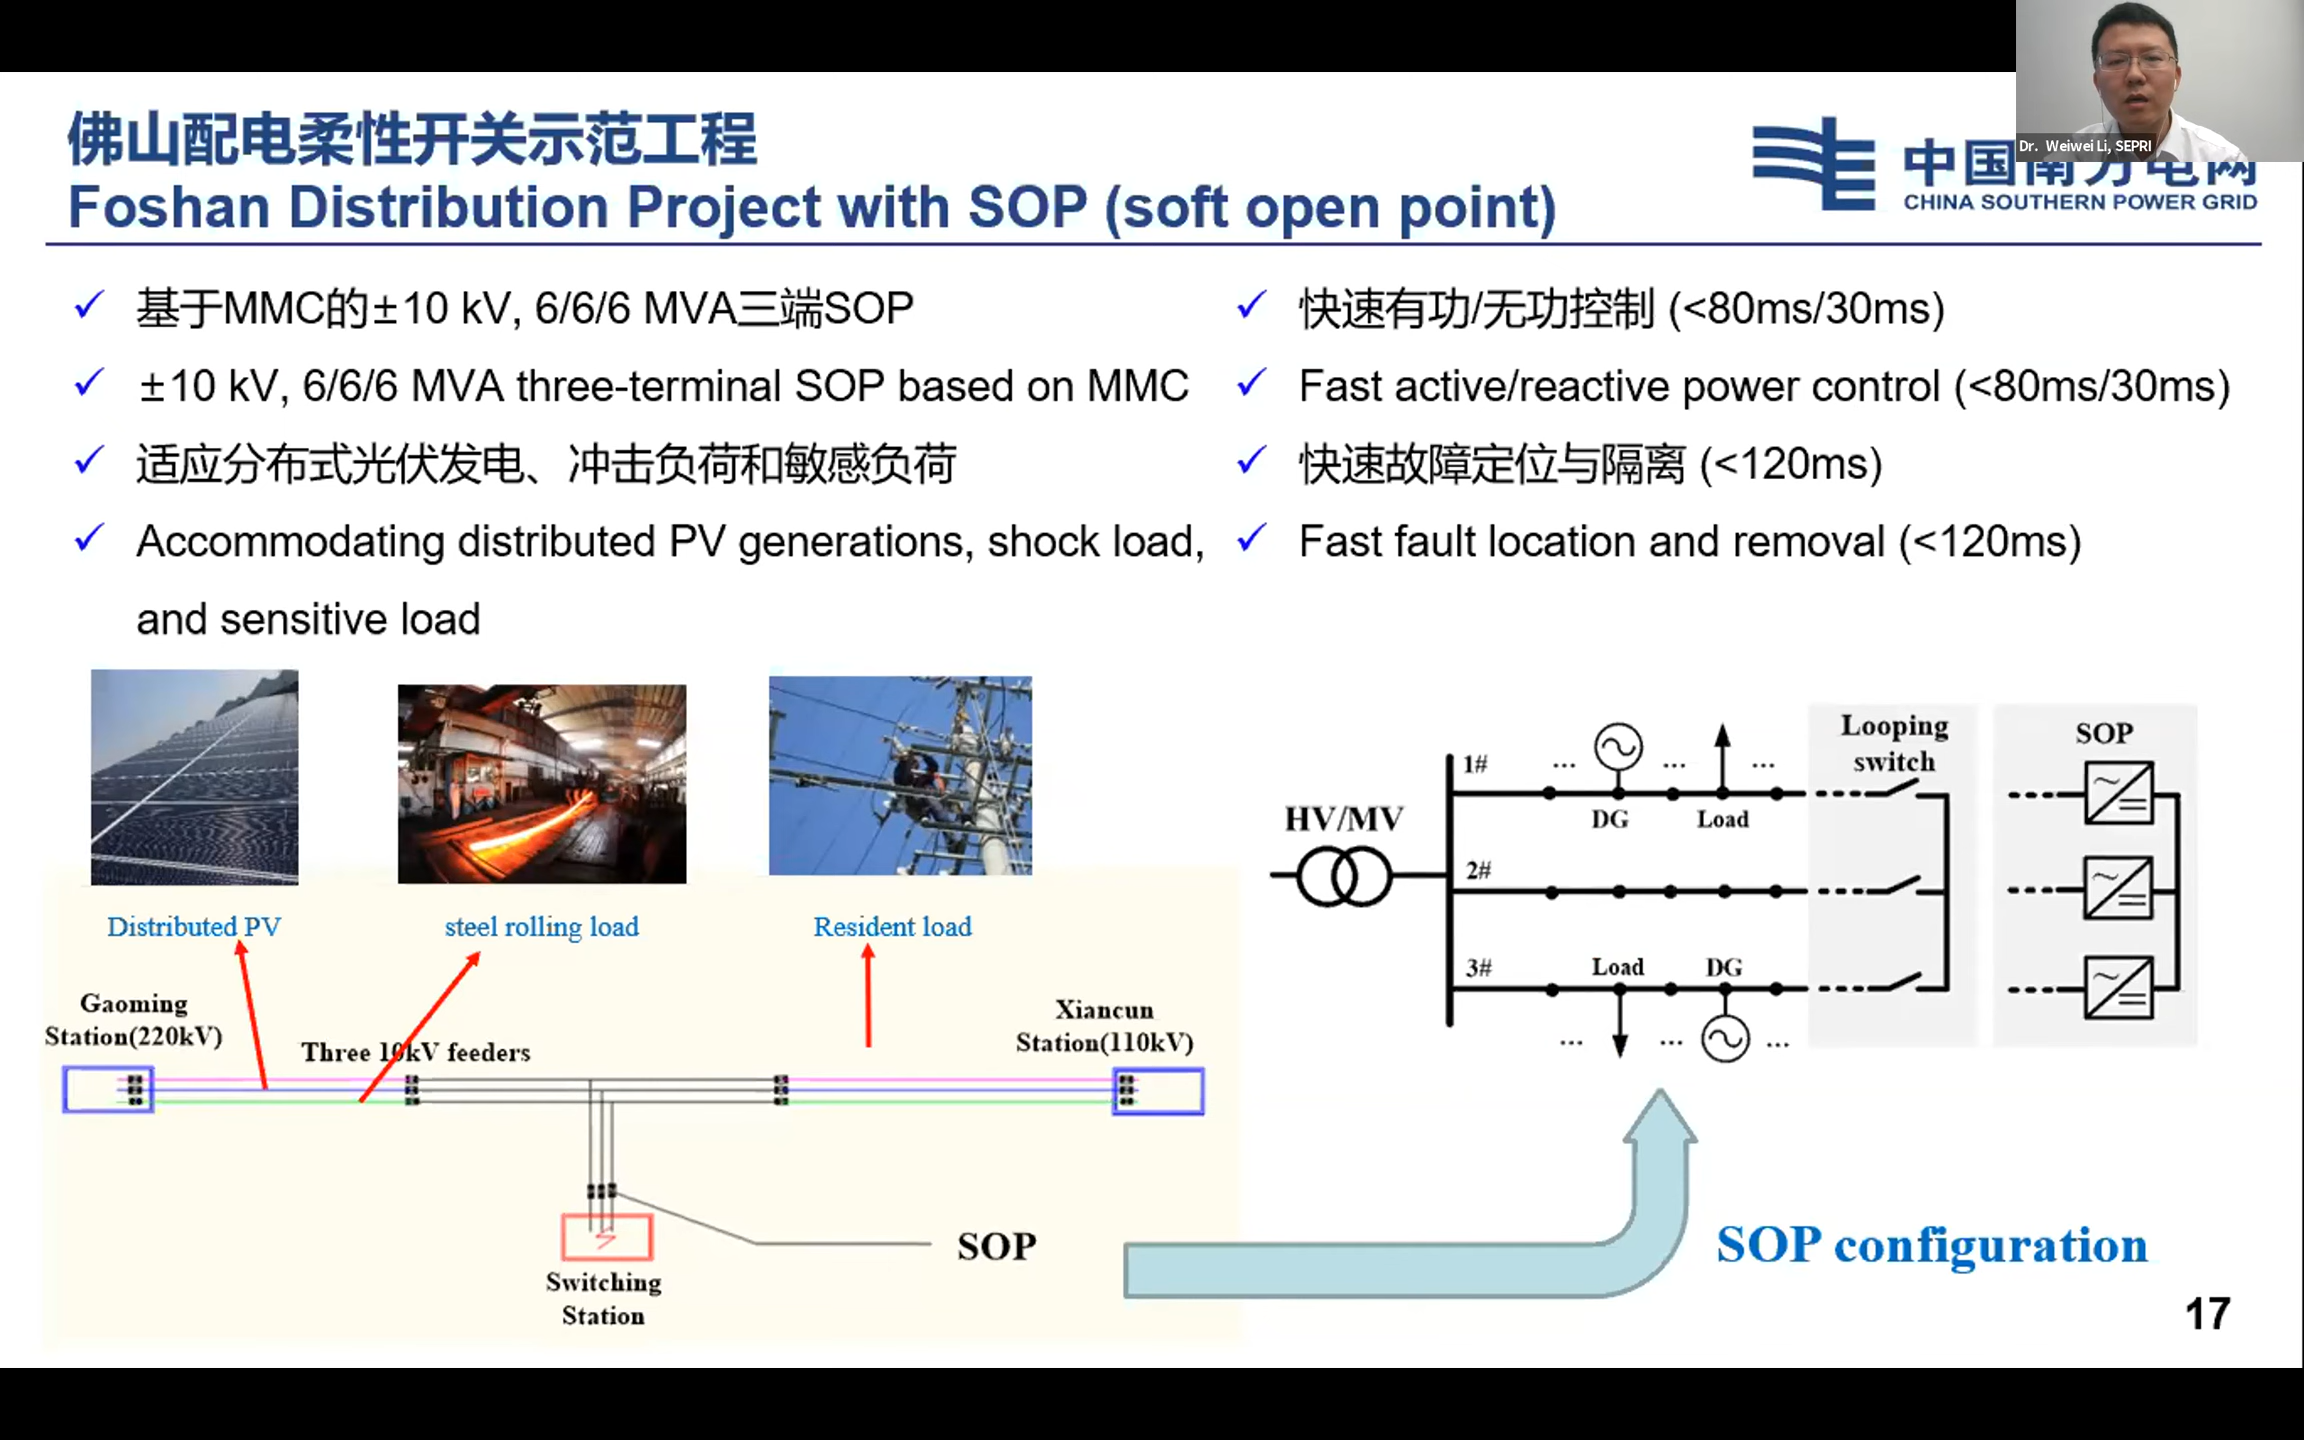 Dr. Weiwei Li, SEPRI
佛山配电柔性开关示范工程
Foshan Distribution Project with SOP (soft open point)
中国南方电网
CHINA SOUTHERN POWER GRID
✓ 基于MMC的±10 kV, 6/6/6 MVA三端SOP
✓ ±10 kV, 6/6/6 MVA three-terminal SOP based on MMC
✓ 适应分布式光伏发电、冲击负荷和敏感负荷
✓ Accommodating distributed PV generations, shock load,
and sensitive load
✓ 快速有功/无功控制 (<80ms/30ms)
✓ Fast active/reactive power control (<80ms/30ms)
✓ 快速故障定位与隔离 (<120ms)
✓ Fast fault location and removal (<120ms)
Distributed PV
steel rolling load
Resident load
Gaoming
Station(220kV)
Three 10kV feeders
Xiancun
Station(110kV)
SOP
Switching
Station
HV/MV
1#
...
...
...
DG
Load
2#
3#
Load
DG
...
...
...
Looping
switch
SOP
SOP configuration
17